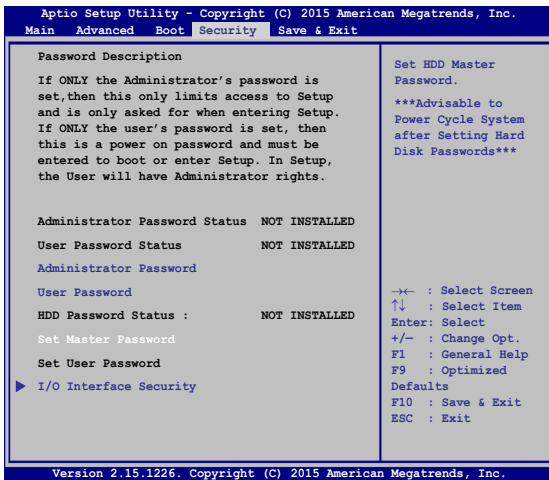 Aptio Setup Utility - Copyright (C) 2015 American Megatrends, Inc.
Main Advanced Boot Security Save & Exit
Password Description
If ONLY the Administrator's password is
set,then this only limits access to Setup
and is only asked for when entering Setup.
If ONLY the user's password is set, then
this is a power on password and must be
entered to boot or enter Setup. In Setup,
the User will have Administrator rights.
Administrator Password Status NOT INSTALLED
User Password Status NOT INSTALLED
Administrator Password
User Password
HDD Password Status : NOT INSTALLED
Set Master Password
Set User Password
I/O Interface Security
Set HDD Master
Password.
***Advisable to
Power Cycle System
after Setting Hard
Disk Passwords***
→← : Select Screen
↑↓ : Select Item
Enter: Select
+/− : Change Opt.
F1 : General Help
F9 : Optimized
Defaults
F10 : Save & Exit
ESC : Exit
Version 2.15.1226. Copyright (C) 2015 American Megatrends, Inc.